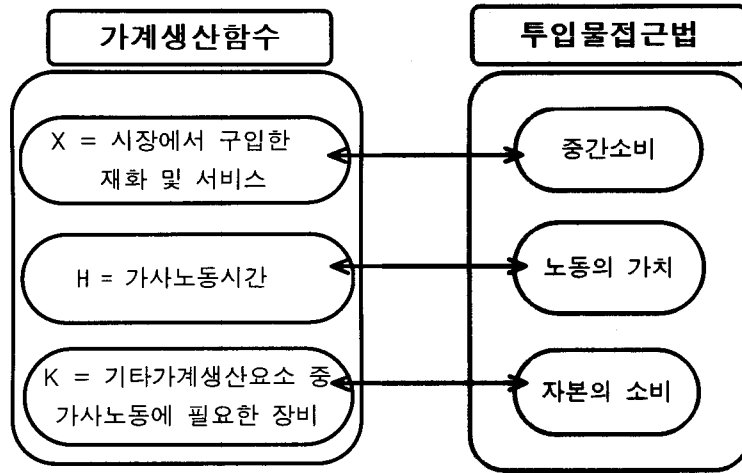 가계생산함수
투입물접근법
X = 시장에서 구입한
재화 및 서비스
중간소비
H = 가사노동시간
노동의 가치
K = 기타가계생산요소 중
가사노동에 필요한 장비
자본의 소비